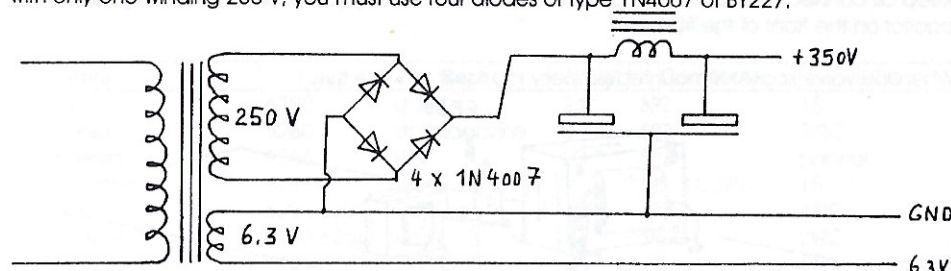 with only one winding 250 V, you must use four diodes of type 1N4007 or BY227.
+350V
250 V
4 x 1N4007
GND
6.3 V
6.3V